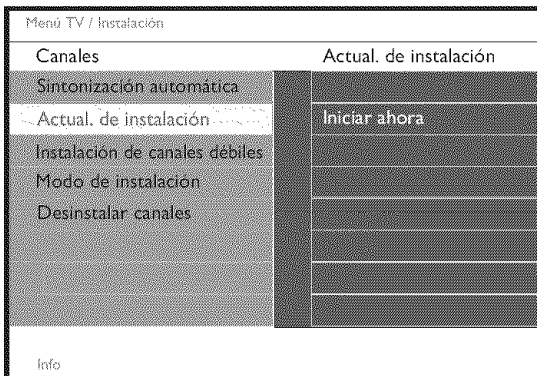 Menú TV / Instalación
Canales Actual. de instalación
Sintonización automática
Actual. de instalación Iniciar ahora
Instalación de canales débiles
Modo de instalación
Desinstalar canales
Info